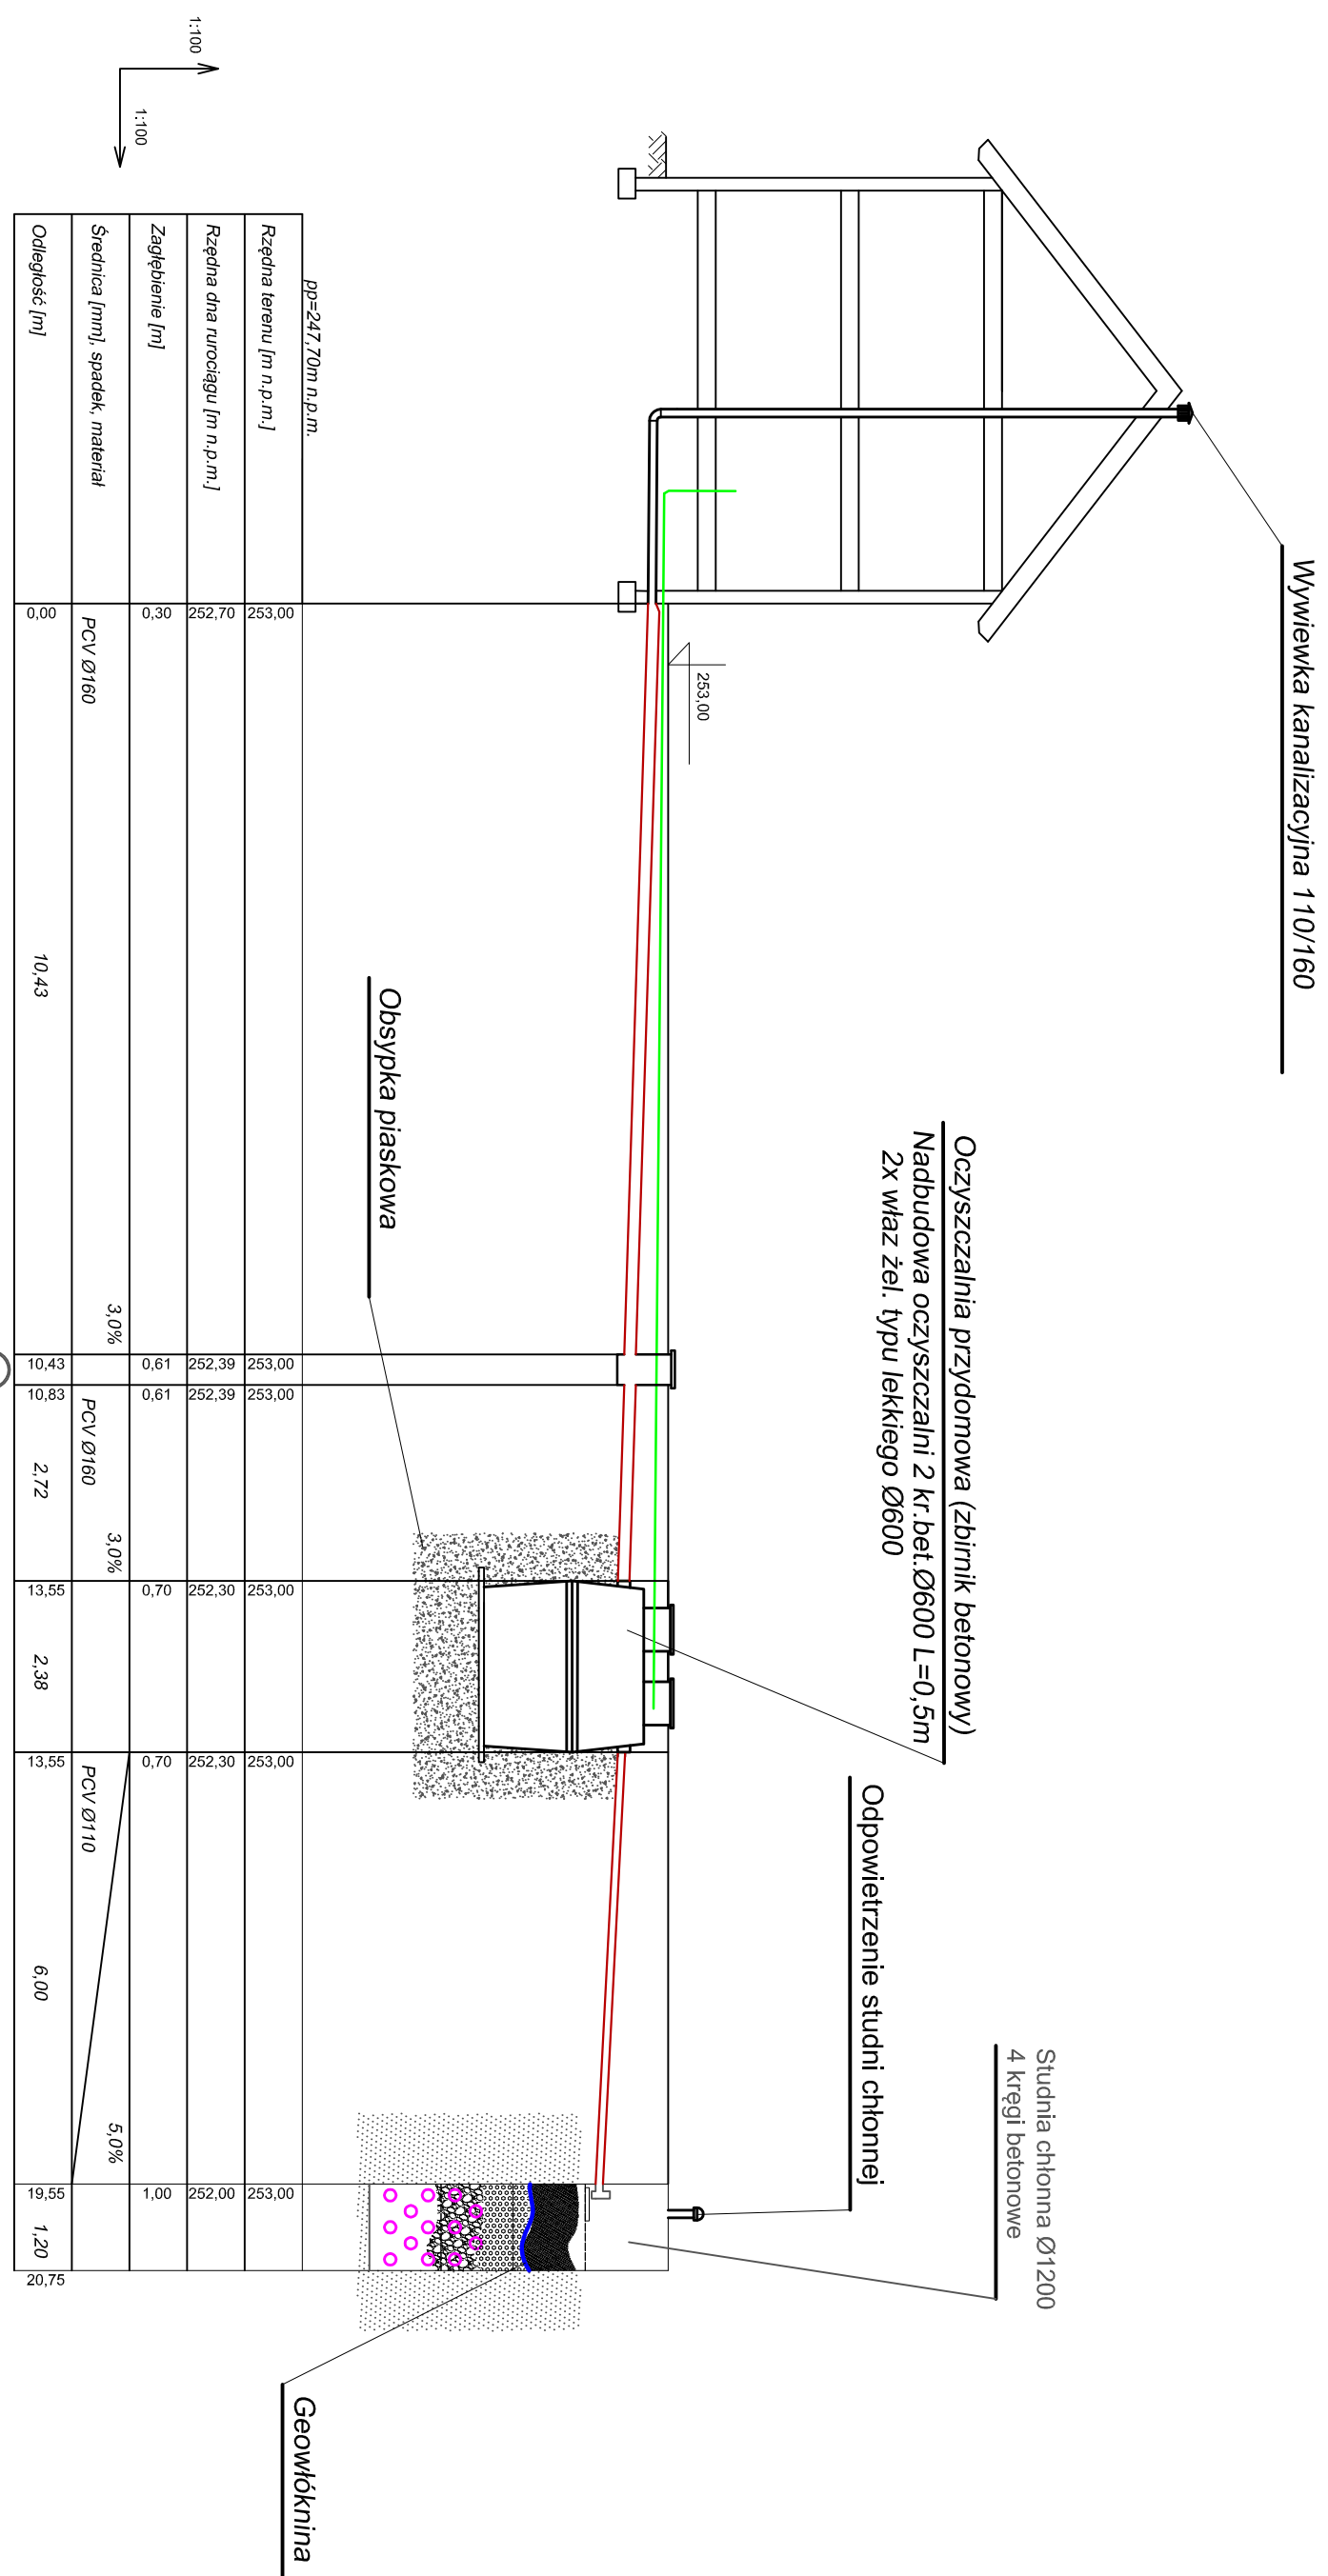 Wywiewka kanalizacyjna 110/160
Studnia chłonna Ø1200
4 kręgi betonowe
Oczyszczalnia przydomowa (zbirnik betonowy)
Nadbudowa oczyszczalni 2 kr.bet.Ø600 L=0,5m
2x właz żel. typu lekkiego Ø600
Odpowietrzenie studni chłonnej
253,00
Obsypka piaskowa
Geowłóknina
1:100
1:100
pp=247,70m n.p.m.
Rzędna terenu [m n.p.m.] 253,00 253,00 253,00 253,00 253,00 253,00
Rzędna dna rurociągu [m n.p.m.] 252,70 252,39 252,39 252,30 252,30 252,00
Zagłębienie [m] 0,30 0,61 0,61 0,70 0,70 1,00
Średnica [mm], spadek, materiał PCV Ø160 3,0% PCV Ø160 3,0% PCV Ø110 5,0%
Odległość [m] 0,00 10,43 10,43 10,83 2,72 13,55 2,38 13,55 6,00 19,55 1,20 20,75